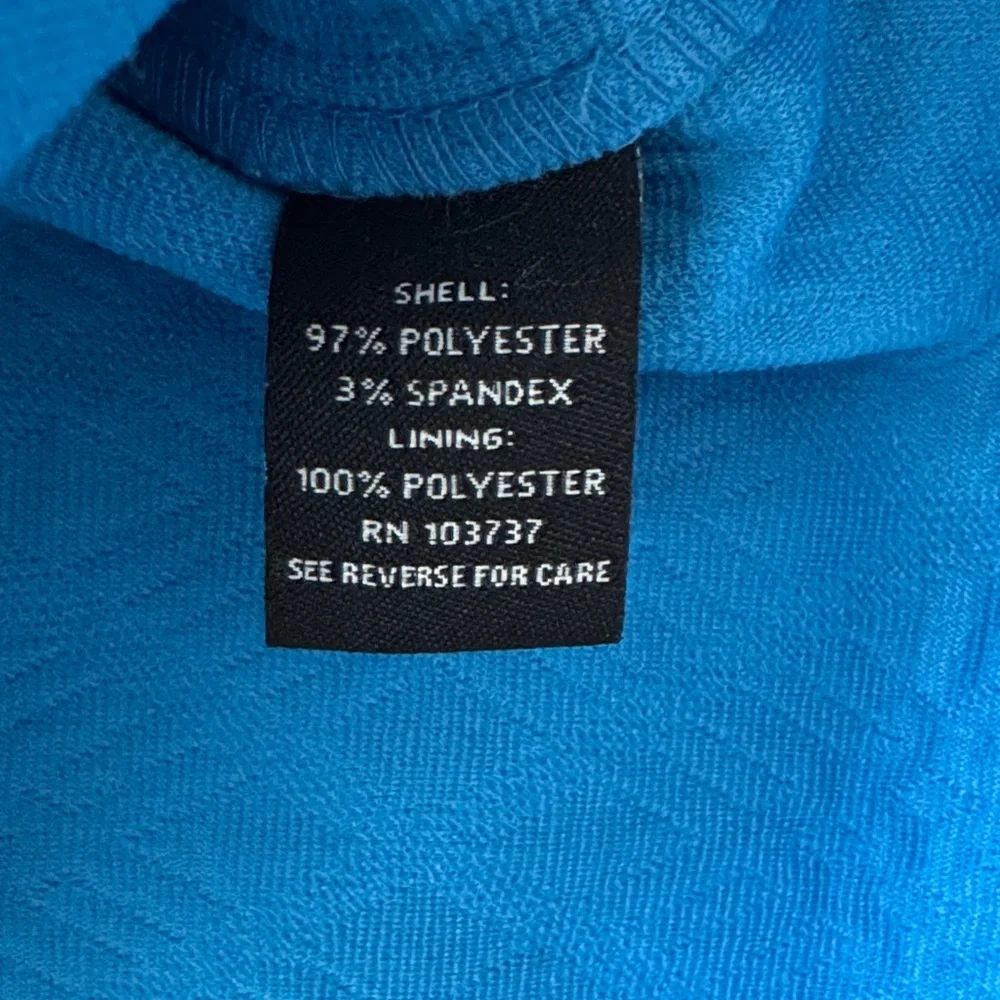 SHELL:
97% POLYESTER
3% SPANDEX
LINING:
100% POLYESTER
RN 103737
SEE REVERSE FOR CARE